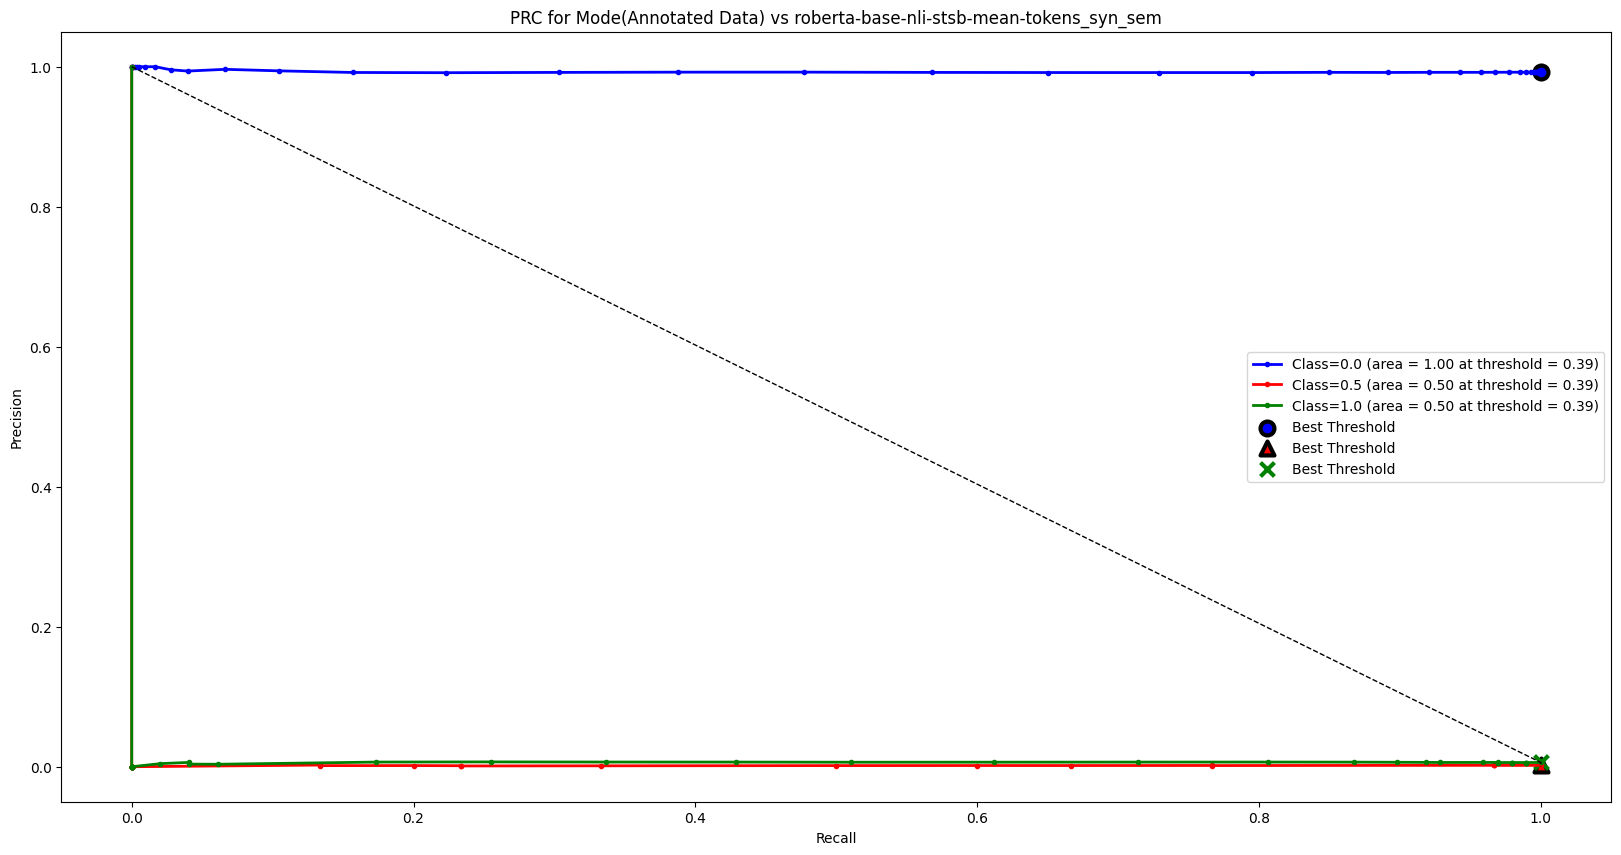 PRC for Mode(Annotated Data) vs roberta-base-nli-stsb-mean-tokens_syn_sem
Precision
1.0
0.8
0.6
0.4
0.2
0.0
Class=0.0 (area = 1.00 at threshold = 0.39)
Class=0.5 (area = 0.50 at threshold = 0.39)
Class=1.0 (area = 0.50 at threshold = 0.39)
Best Threshold
Best Threshold
Best Threshold
0.0 0.2 0.4 0.6 0.8 1.0
Recall